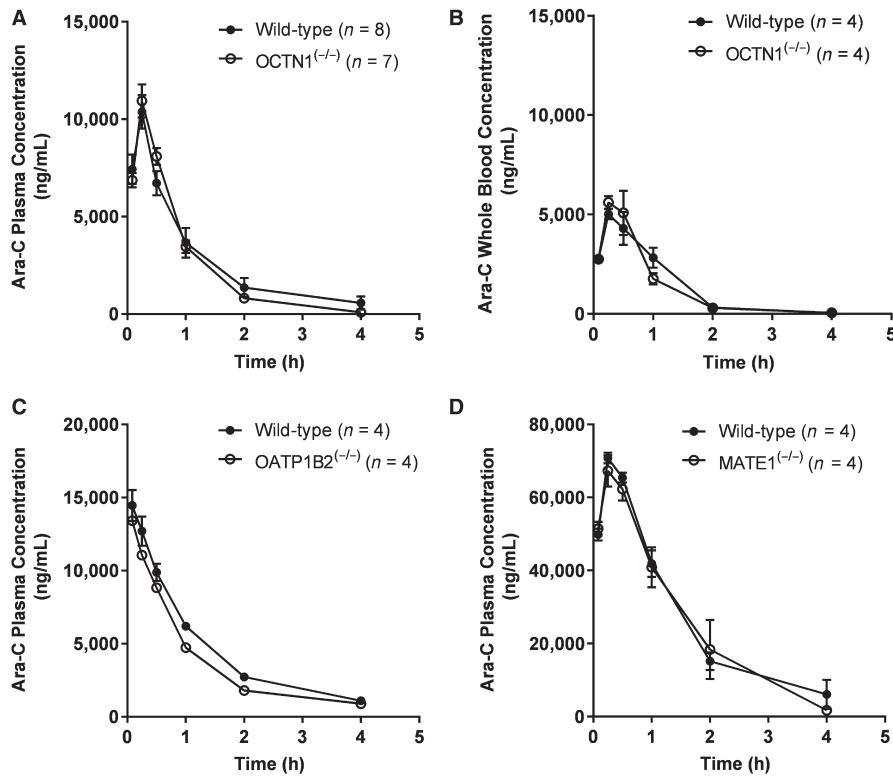 A
Wild-type (n = 8)
OCTN1(−/−) (n = 7)
Ara-C Plasma Concentration
(ng/mL)
15,000
10,000
5,000
0
0 1 2 3 4 5
Time (h)
B
Wild-type (n = 4)
OCTN1(−/−) (n = 4)
Ara-C Whole Blood Concentration
(ng/mL)
15,000
10,000
5,000
0
0 1 2 3 4 5
Time (h)
C
Wild-type (n = 4)
OATP1B2(−/−) (n = 4)
Ara-C Plasma Concentration
(ng/mL)
20,000
15,000
10,000
5,000
0
0 1 2 3 4 5
Time (h)
D
Wild-type (n = 4)
MATE1(−/−) (n = 4)
Ara-C Plasma Concentration
(ng/mL)
80,000
60,000
40,000
20,000
0
0 1 2 3 4 5
Time (h)